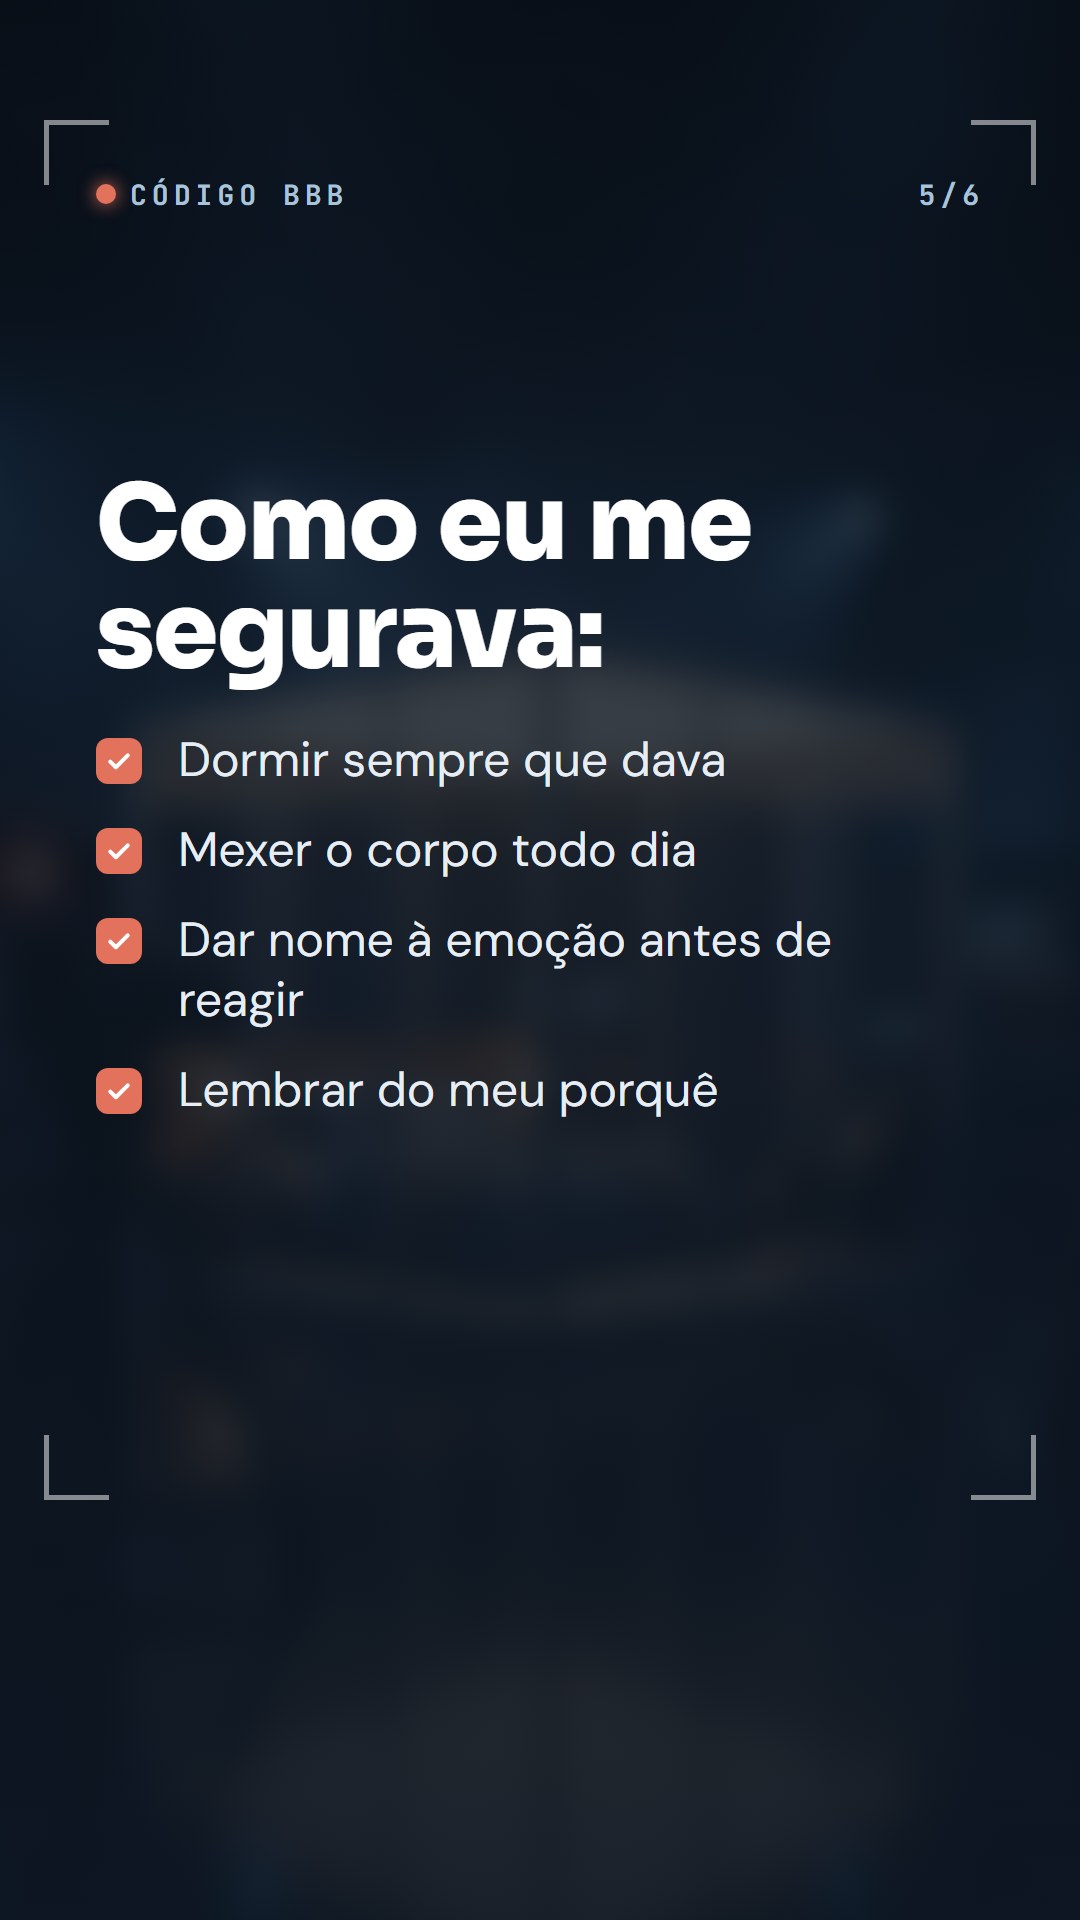 CÓDIGO BBB
5/6
Como eu me
segurava:
Dormir sempre que dava
Mexer o corpo todo dia
Dar nome à emoção antes de
reagir
Lembrar do meu porquê